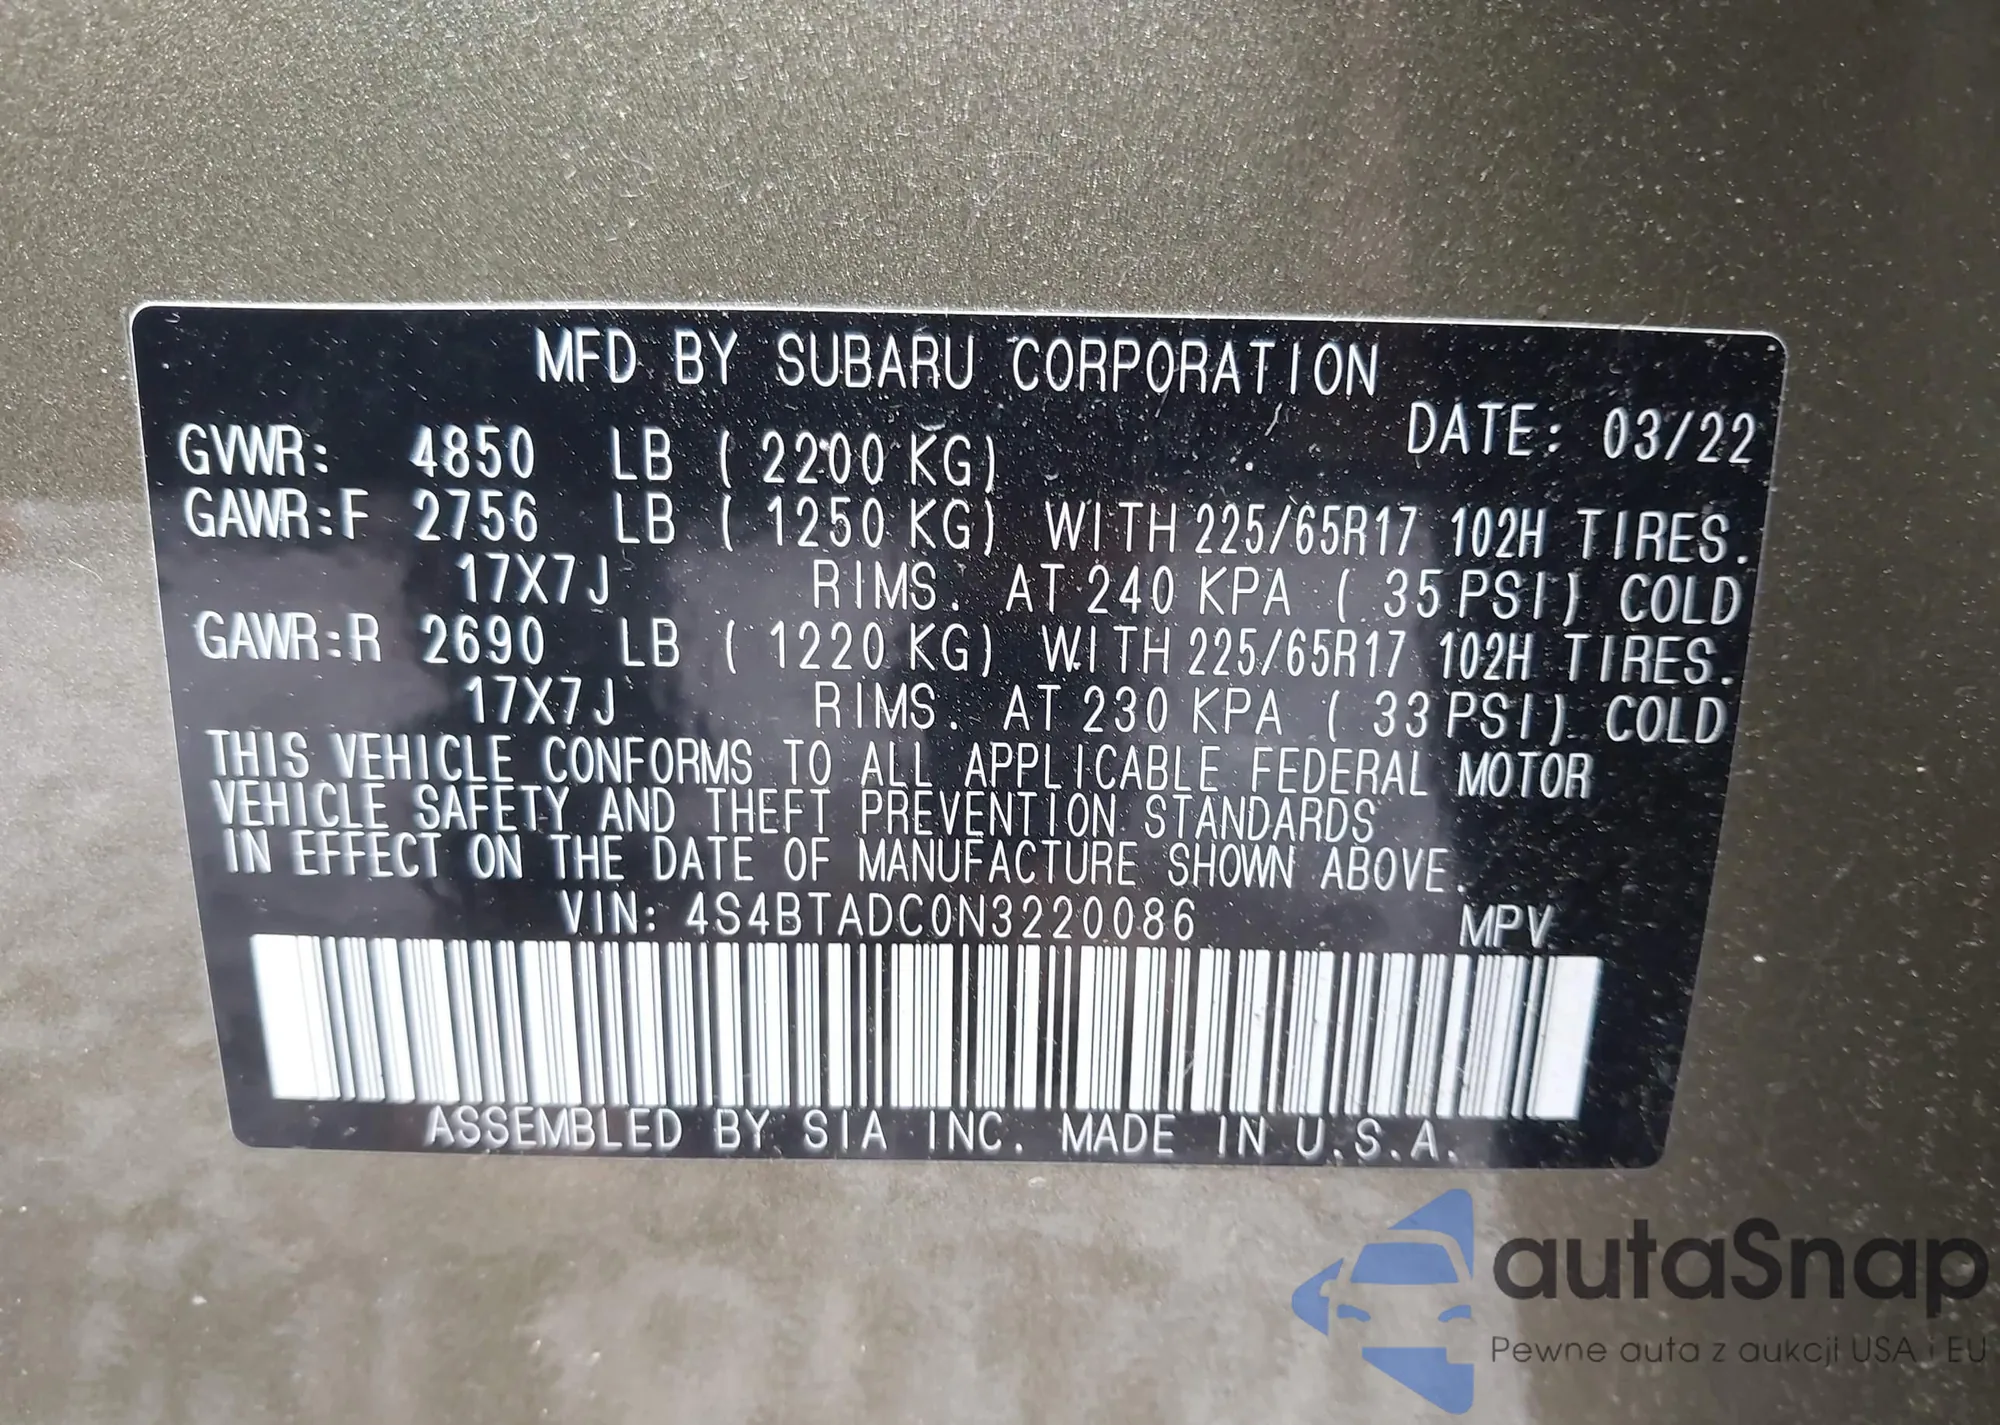 MFD BY SUBARU CORPORATION
DATE: 03/22
GVWR: 4850 LB ( 2200 KG)
GAWR:F 2756 LB ( 1250 KG) WITH 225/65R17 102H TIRES.
17X7J RIMS. AT 240 KPA ( 35 PSI) COLD
GAWR:R 2690 LB ( 1220 KG) WITH 225/65R17 102H TIRES.
17X7J RIMS. AT 230 KPA ( 33 PSI) COLD
THIS VEHICLE CONFORMS TO ALL APPLICABLE FEDERAL MOTOR
VEHICLE SAFETY AND THEFT PREVENTION STANDARDS
IN EFFECT ON THE DATE OF MANUFACTURE SHOWN ABOVE.
VIN: 4S4BTADC0N3220086 MPV
ASSEMBLED BY SIA INC. MADE IN U.S.A.
autaSnap
Pewne auta z aukcji USA i EU